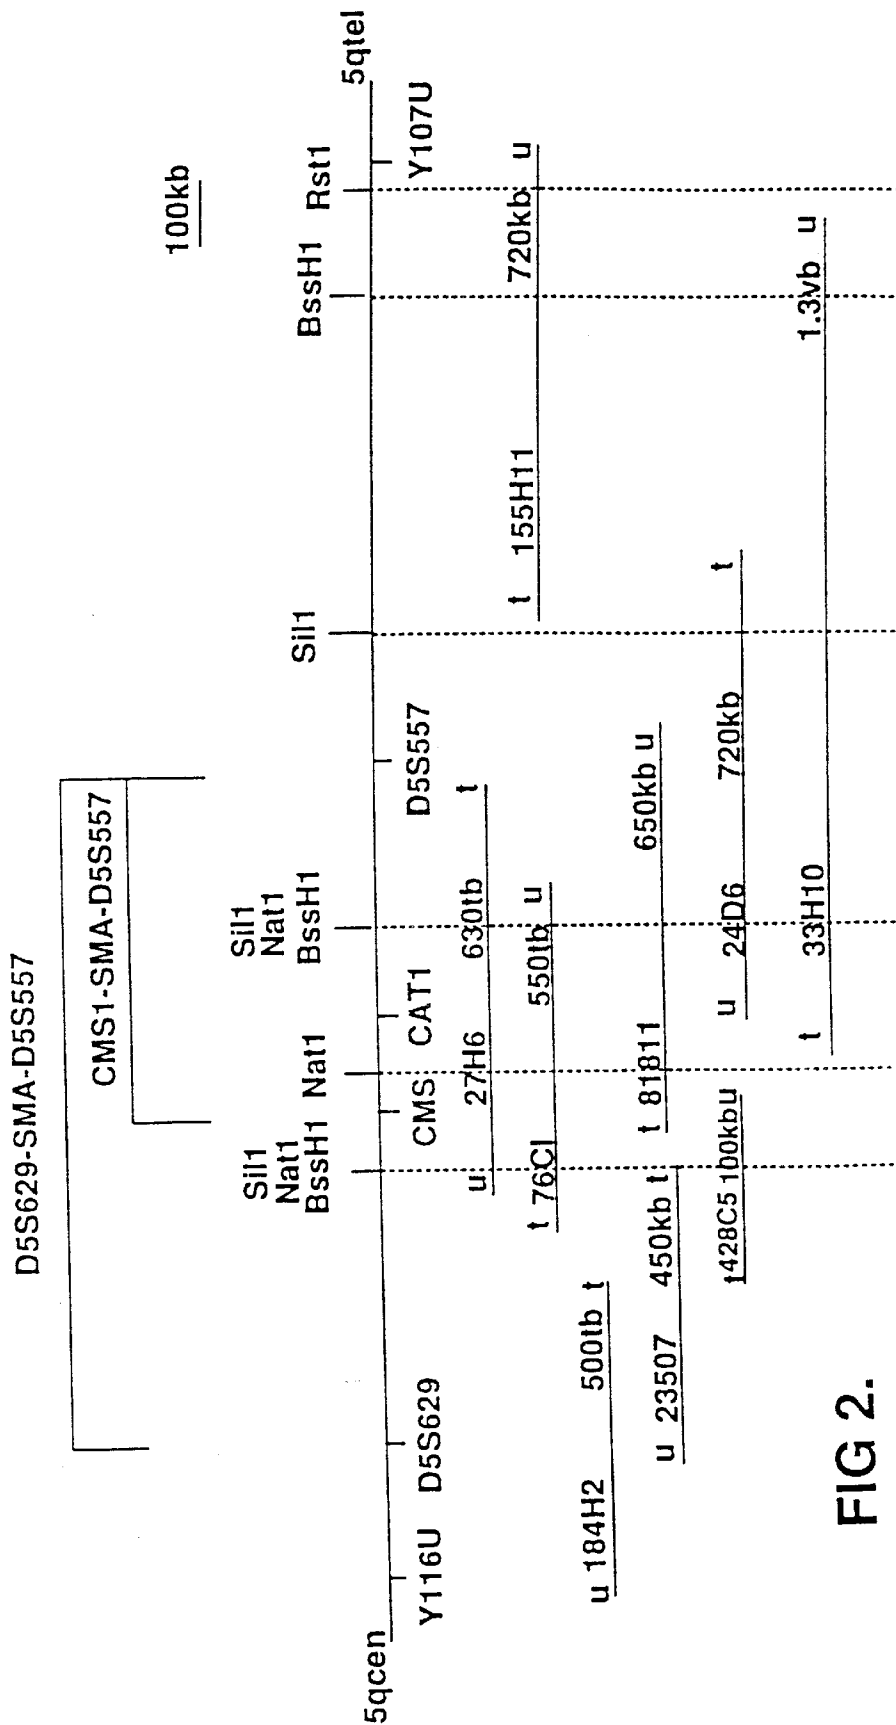 D5S629-SMA-D5S557
CMS1-SMA-D5S557
100kb
Sil1
Nat1
BssH1
Nat1
Sil1
Nat1
BssH1
Sil1
BssH1
Rst1
5qcen
5qtel
Y116U
D5S629
CMS
CAT1
D5S557
Y107U
u 27H6 630tb t
t 76CI 550tb u
t 155H11 720kb u
u 184H2 500tb t
u 23507 450kb t
t 81811 650kb u
t428C5 100kbu
u 24D6 720kb t
t 33H10 1.3vb u
FIG 2.